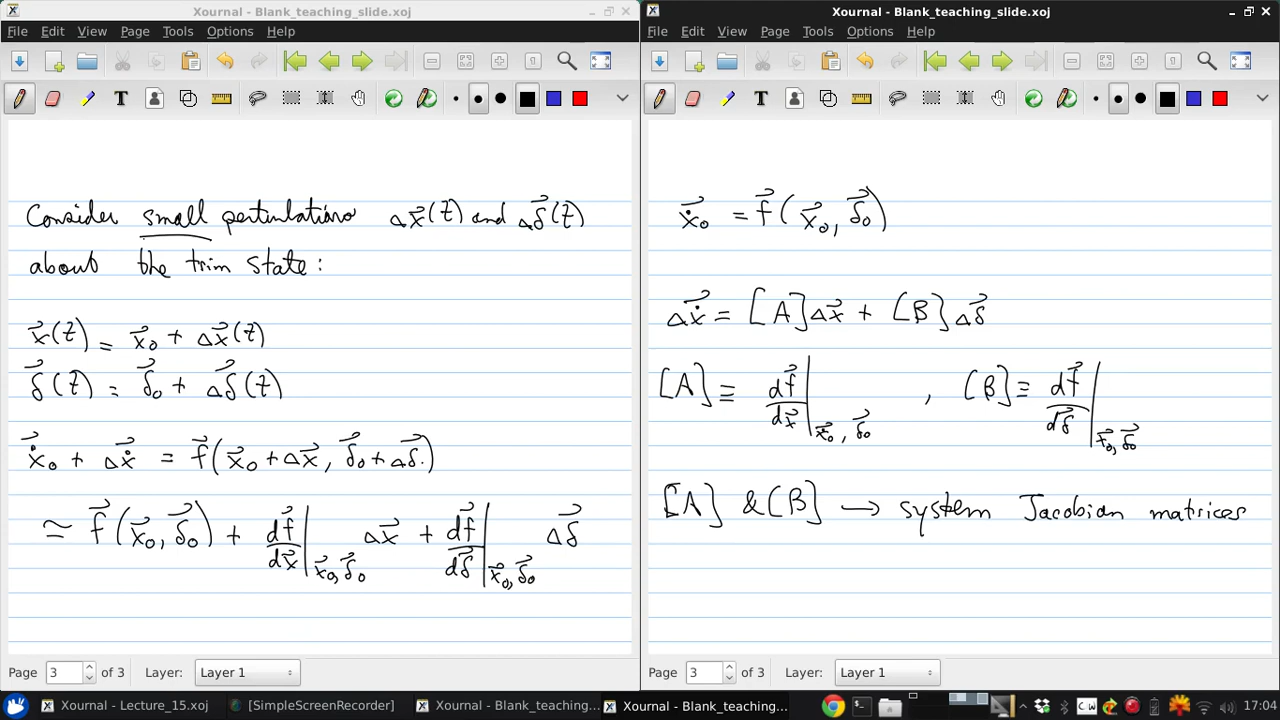 Xournal - Blank_teaching_slide.xoj
File Edit View Page Tools Options Help
Consider small perturbations Δx⃗(t) and Δδ⃗(t)
about the trim state :
x⃗(t) = x⃗₀ + Δx⃗(t)
δ⃗(t) = δ⃗₀ + Δδ⃗(t)
ẋ⃗₀ + Δẋ⃗ = f⃗(x⃗₀ + Δx⃗, δ⃗₀ + Δδ⃗)
≃ f⃗(x⃗₀, δ⃗₀) + df⃗/dx⃗|x⃗₀, δ⃗₀ Δx⃗ + df⃗/dδ⃗|x⃗₀, δ⃗₀ Δδ⃗
Page 3 of 3 Layer: Layer 1
Xournal - Blank_teaching_slide.xoj
File Edit View Page Tools Options Help
ẋ⃗₀ = f⃗(x⃗₀, δ⃗₀)
Δẋ⃗ = [A]Δx⃗ + [B]Δδ⃗
[A] ≡ df⃗/dx⃗|x⃗₀, δ⃗₀ , [B] ≡ df⃗/dδ⃗|x⃗₀, δ⃗₀
[A] & [B] → system Jacobian matrices
Page 3 of 3 Layer: Layer 1
Xournal - Lecture_15.xoj [SimpleScreenRecorder] Xournal - Blank_teaching... Xournal - Blank_teaching... 17:04